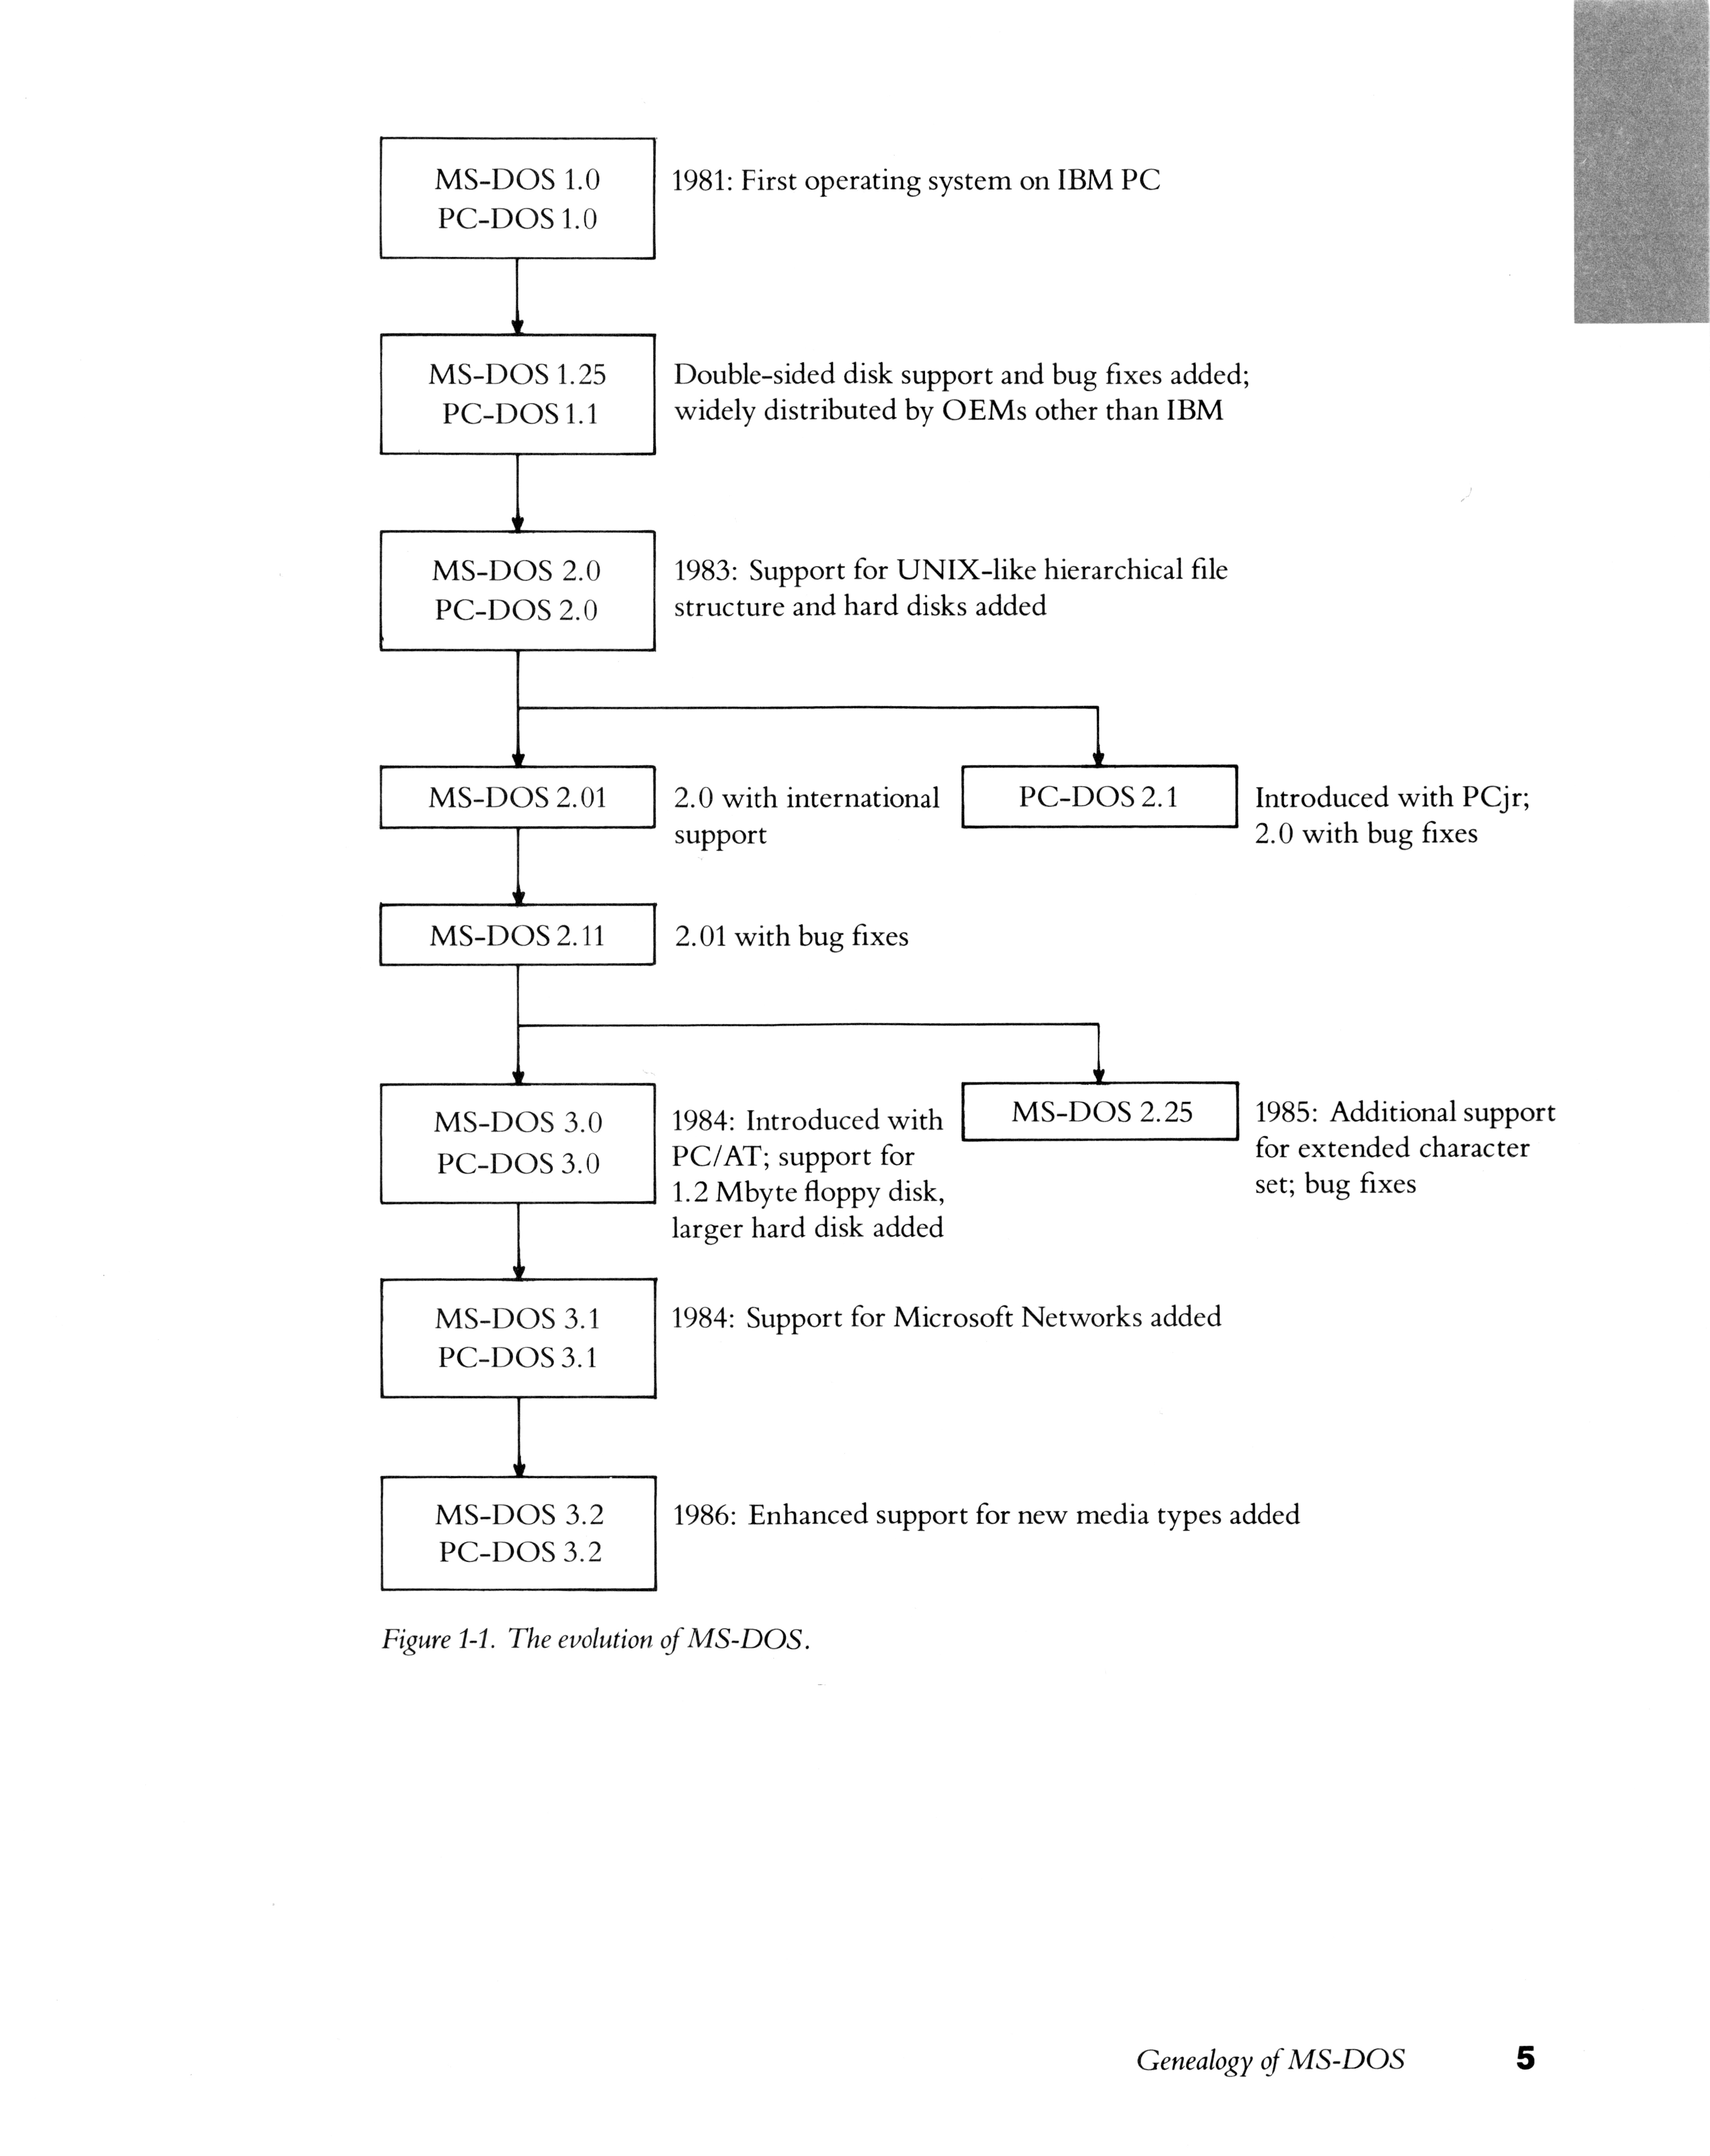 MS-DOS 1.0
PC-DOS 1.0
1981: First operating system on IBM PC
MS-DOS 1.25
PC-DOS 1.1
Double-sided disk support and bug fixes added;
widely distributed by OEMs other than IBM
MS-DOS 2.0
PC-DOS 2.0
1983: Support for UNIX-like hierarchical file
structure and hard disks added
MS-DOS 2.01
2.0 with international
support
PC-DOS 2.1
Introduced with PCjr;
2.0 with bug fixes
MS-DOS 2.11
2.01 with bug fixes
MS-DOS 3.0
PC-DOS 3.0
1984: Introduced with
PC/AT; support for
1.2 Mbyte floppy disk,
larger hard disk added
MS-DOS 2.25
1985: Additional support
for extended character
set; bug fixes
MS-DOS 3.1
PC-DOS 3.1
1984: Support for Microsoft Networks added
MS-DOS 3.2
PC-DOS 3.2
1986: Enhanced support for new media types added
Figure 1-1. The evolution of MS-DOS.
Genealogy of MS-DOS 5